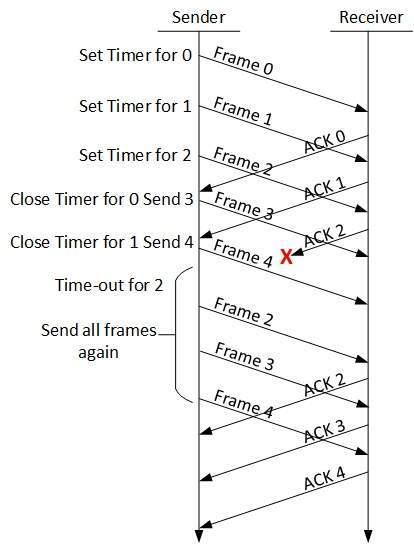 Sender
Receiver
Set Timer for 0
Frame 0
Set Timer for 1
Frame 1
ACK 0
Set Timer for 2
Frame 2
ACK 1
Close Timer for 0 Send 3
Frame 3
ACK 2
Close Timer for 1 Send 4
Frame 4
X
Time-out for 2
Frame 2
Send all frames
again
Frame 3
ACK 2
Frame 4
ACK 3
ACK 4